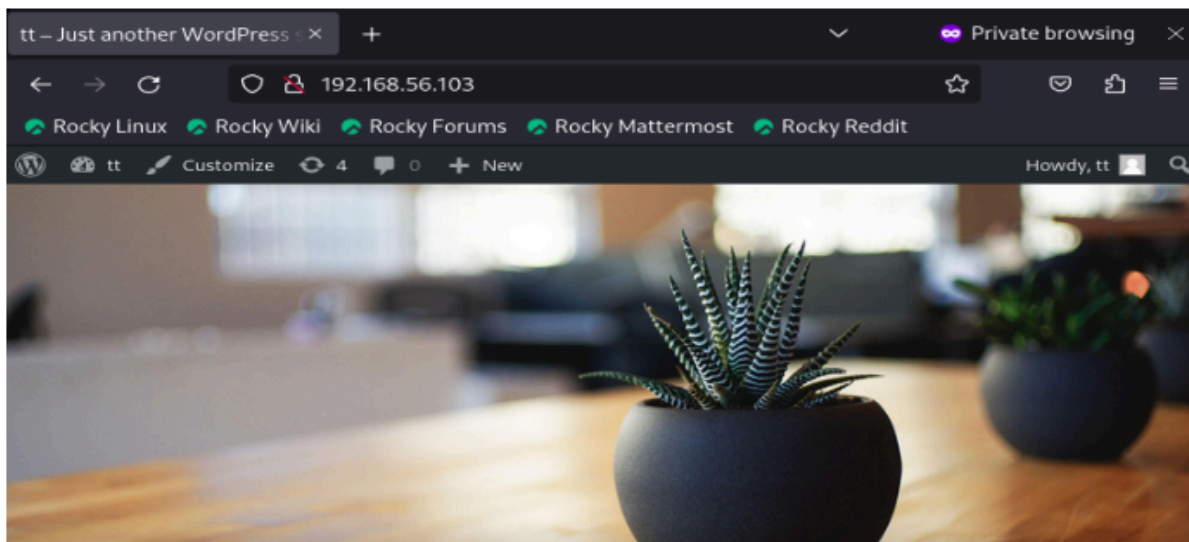 tt – Just another WordPress s
Private browsing
192.168.56.103
Rocky Linux Rocky Wiki Rocky Forums Rocky Mattermost Rocky Reddit
tt Customize 4 0 + New Howdy, tt